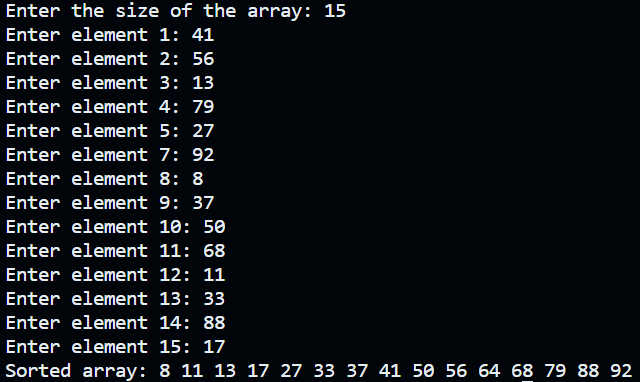 Enter the size of the array: 15
Enter element 1: 41
Enter element 2: 56
Enter element 3: 13
Enter element 4: 79
Enter element 5: 27
Enter element 7: 92
Enter element 8: 8
Enter element 9: 37
Enter element 10: 50
Enter element 11: 68
Enter element 12: 11
Enter element 13: 33
Enter element 14: 88
Enter element 15: 17
Sorted array: 8 11 13 17 27 33 37 41 50 56 64 68 79 88 92